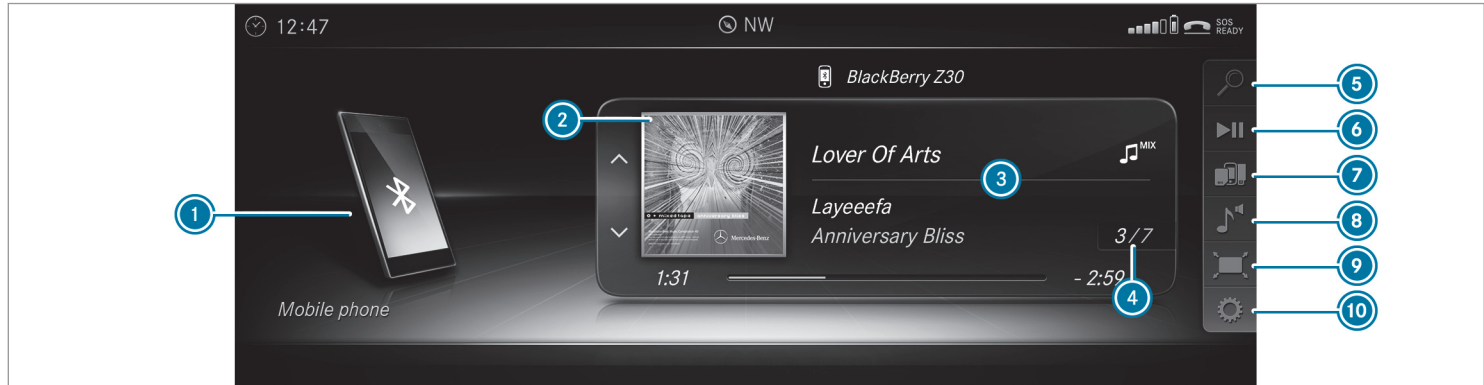 12:47
NW
SOS
READY
BlackBerry Z30
5
2
6
Lover Of Arts
MIX
3
7
1
Layeeefa
8
mixed tape anniversary bliss
Mercedes-Benz
Anniversary Bliss
3/7
9
1:31
- 2:59
4
Mobile phone
10